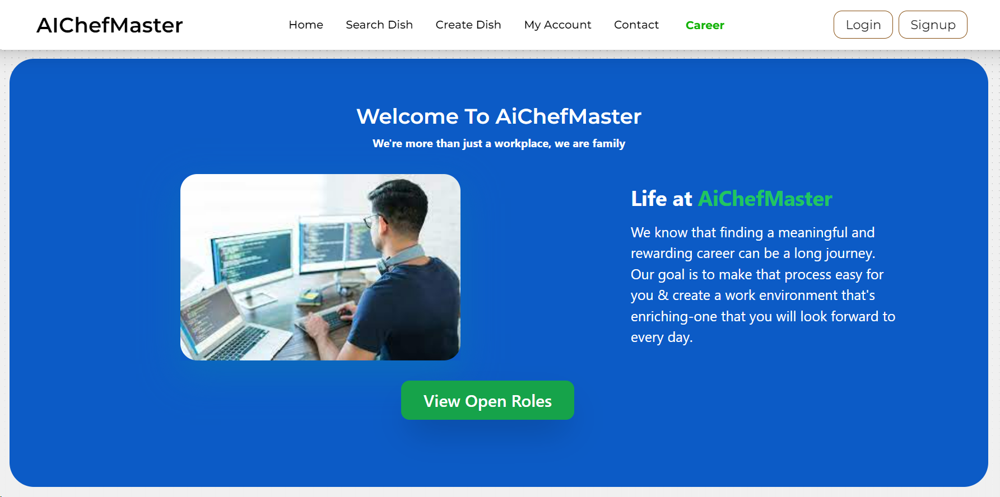 AIChefMaster
Home
Search Dish
Create Dish
My Account
Contact
Career
Login
Signup
Welcome To AiChefMaster
We're more than just a workplace, we are family
Life at AiChefMaster
We know that finding a meaningful and
rewarding career can be a long journey.
Our goal is to make that process easy for
you & create a work environment that's
enriching-one that you will look forward to
every day.
View Open Roles